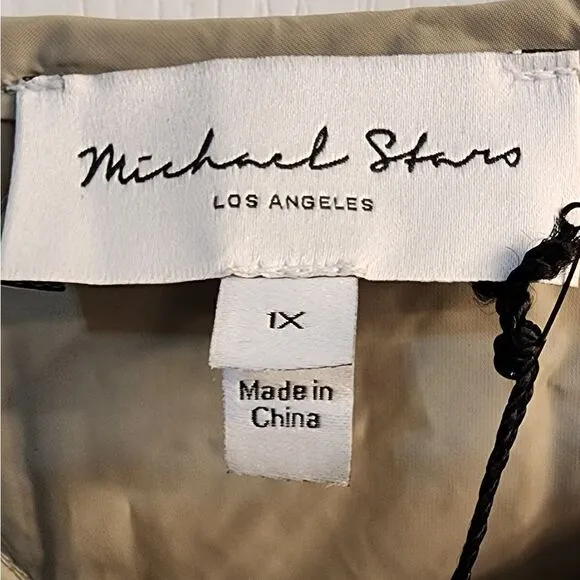 Michael Stars
LOS ANGELES
1X
Made in
China